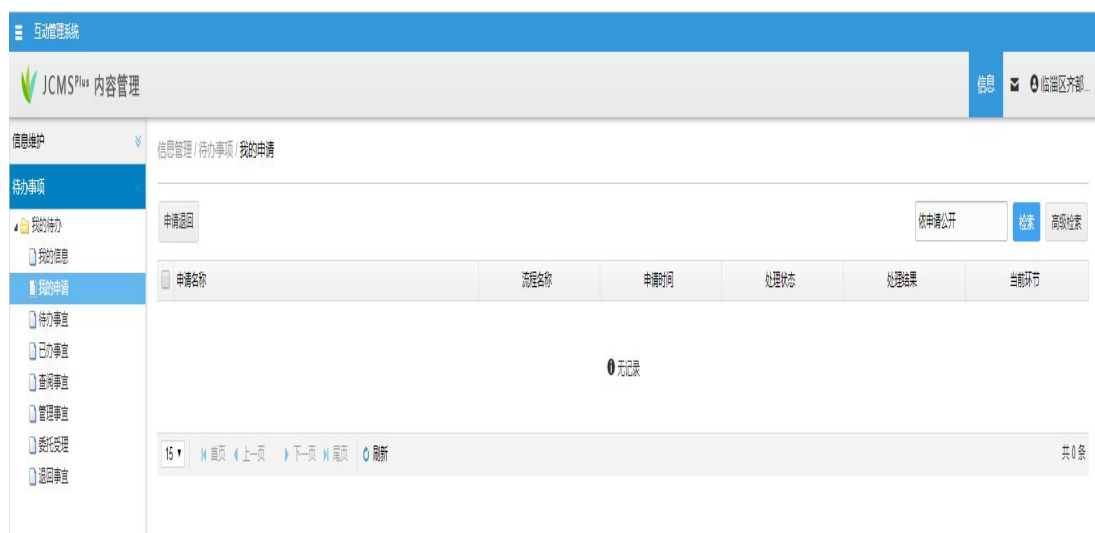 互动管理系统
JCMSPlus 内容管理
信息
临淄区齐都...
信息维护
信息管理 / 待办事项 / 我的申请
待办事项
我的待办
我的信息
我的申请
待办事宜
已办事宜
查阅事宜
管理事宜
委托受理
退回事宜
申请退回
依申请公开
检索
高级检索
申请名称 流程名称 申请时间 处理状态 处理结果 当前环节
无记录
15 首页 上一页 下一页 尾页 刷新 共 0 条